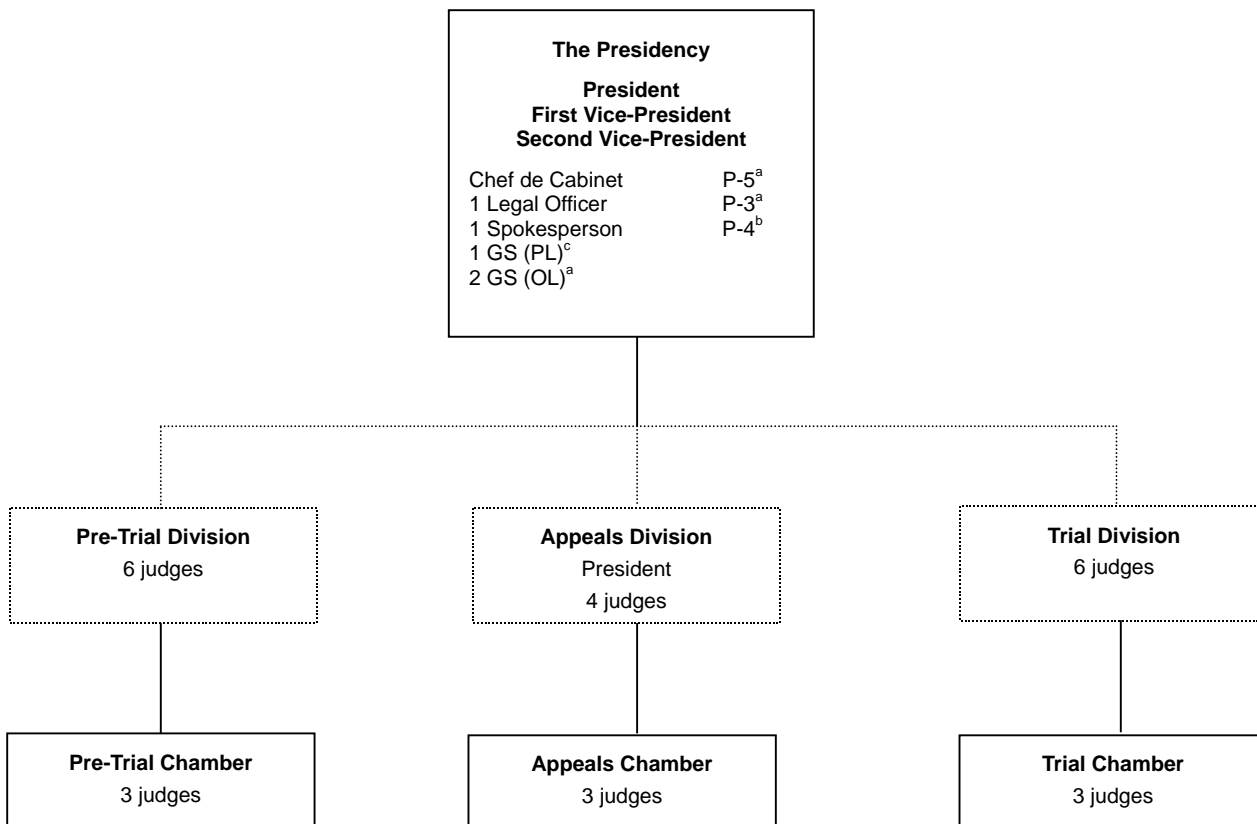 The Presidency
President
First Vice-President
Second Vice-President
Chef de Cabinet P-5ᵃ
1 Legal Officer P-3ᵃ
1 Spokesperson P-4ᵇ
1 GS (PL)ᶜ
2 GS (OL)ᵃ
Pre-Trial Division
6 judges
Appeals Division
President
4 judges
Trial Division
6 judges
Pre-Trial Chamber
3 judges
Appeals Chamber
3 judges
Trial Chamber
3 judges